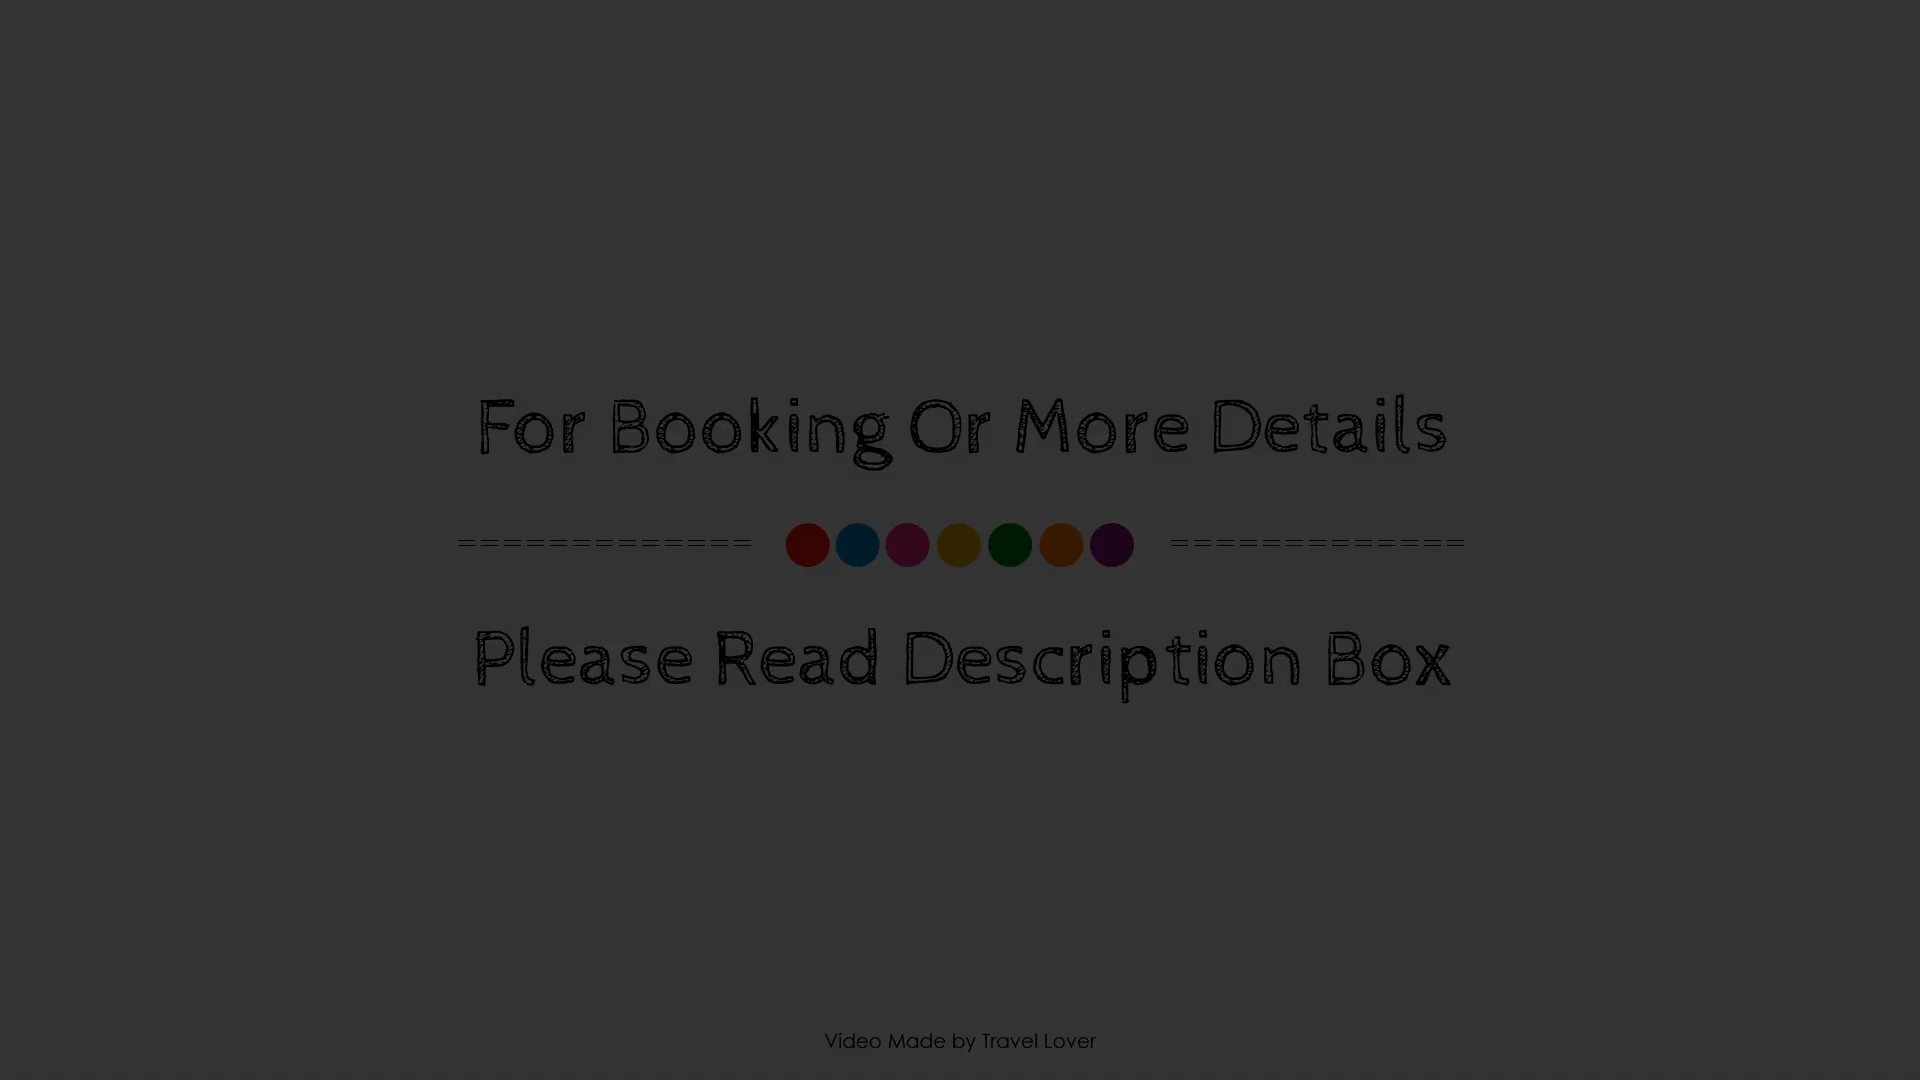 For Booking Or More Details
============= =============
Please Read Description Box
Video Made by Travel Lover